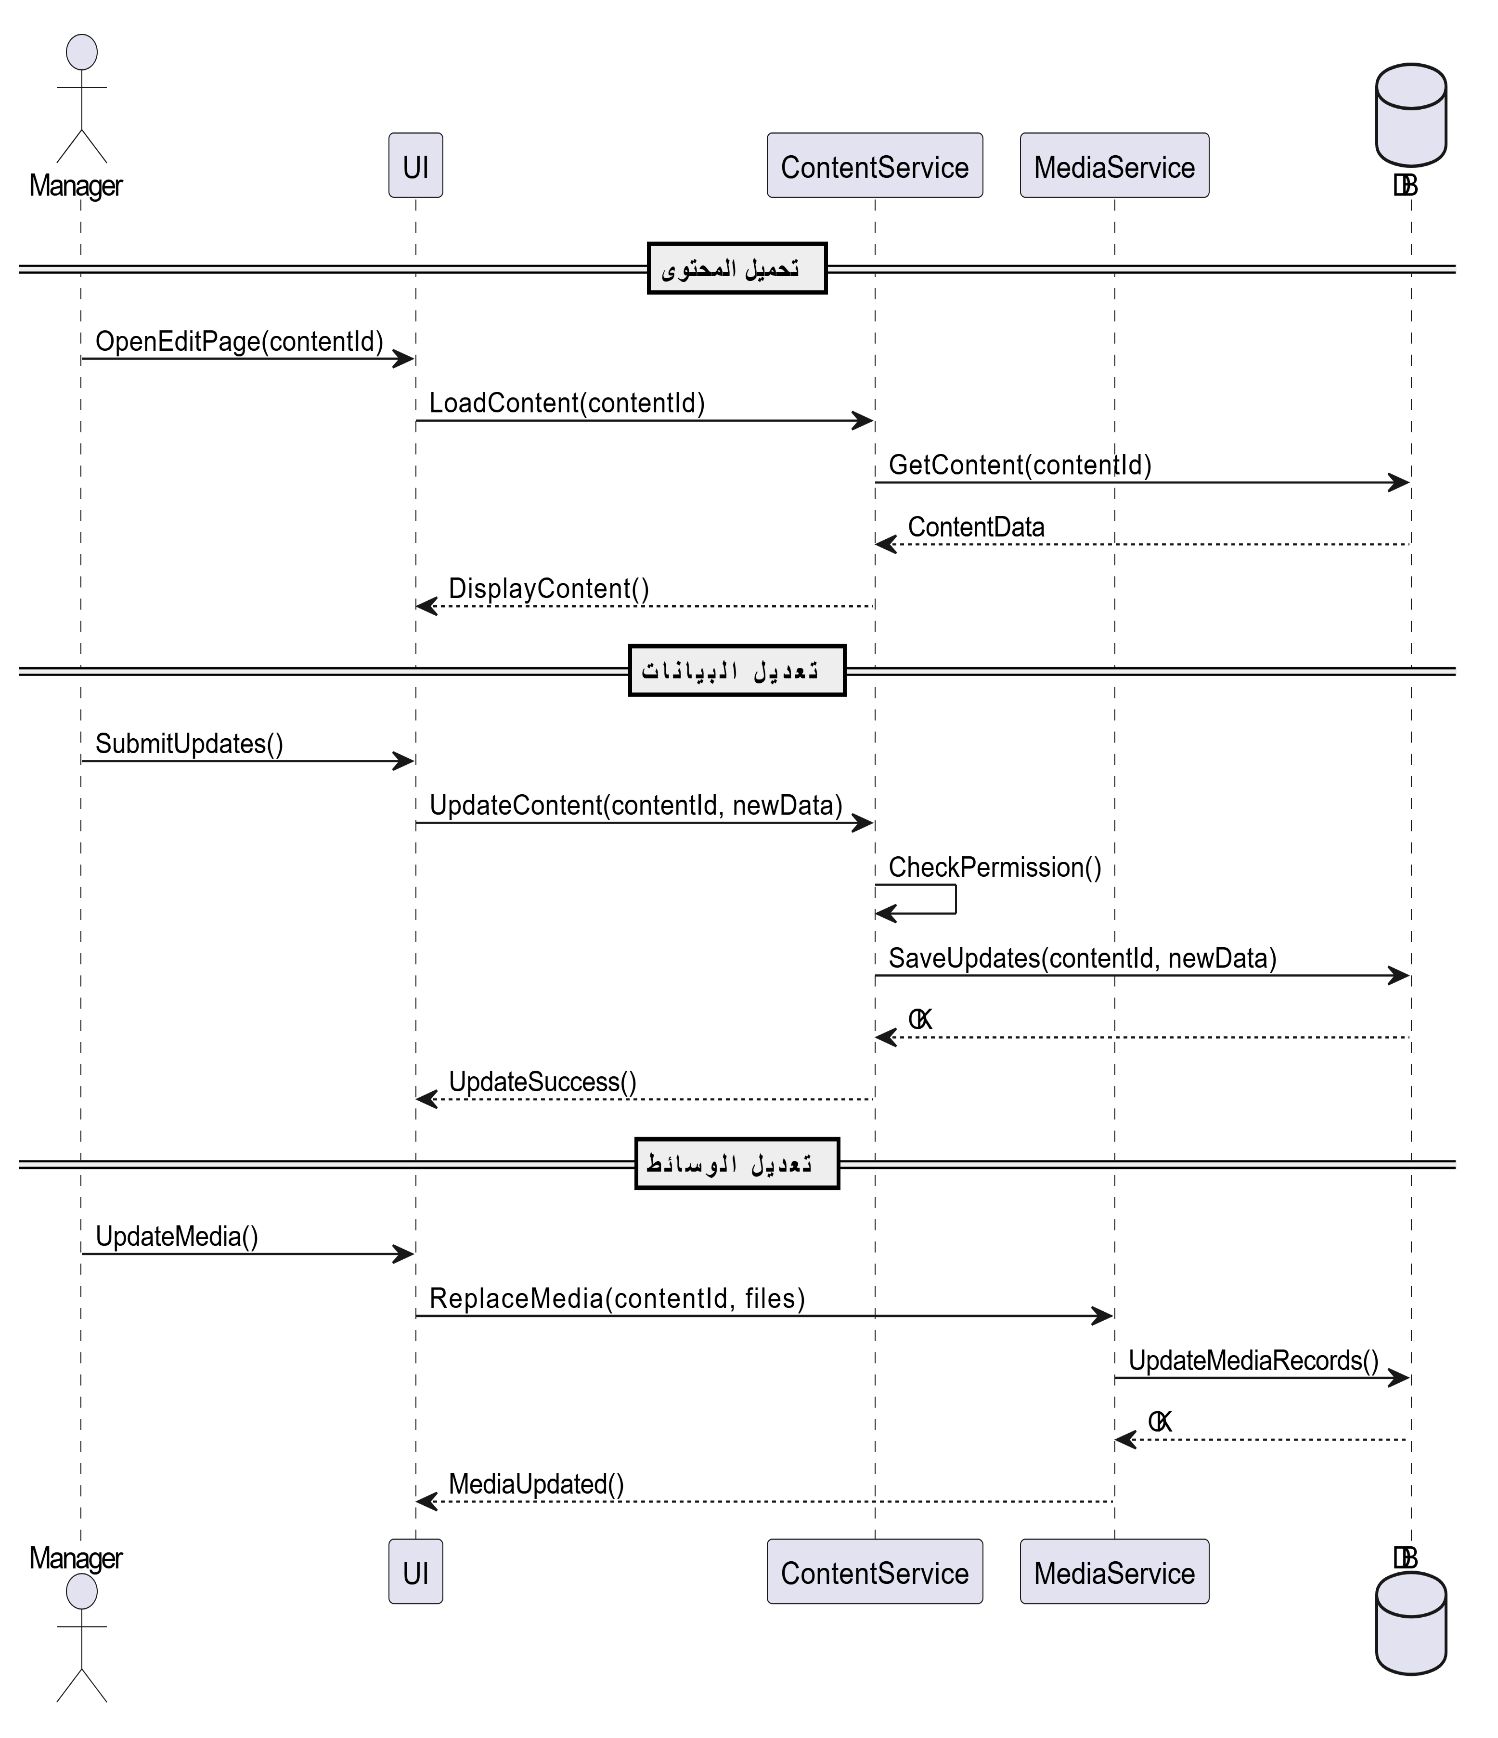 Manager
UI
ContentService
MediaService
DB
تحميل المحتوى
OpenEditPage(contentId)
LoadContent(contentId)
GetContent(contentId)
ContentData
DisplayContent()
تعديل البيانات
SubmitUpdates()
UpdateContent(contentId, newData)
CheckPermission()
SaveUpdates(contentId, newData)
OK
UpdateSuccess()
تعديل الوسائط
UpdateMedia()
ReplaceMedia(contentId, files)
UpdateMediaRecords()
OK
MediaUpdated()
Manager
UI
ContentService
MediaService
DB